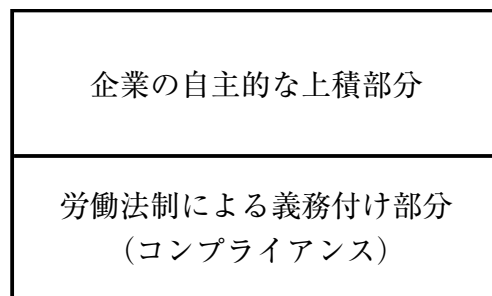 企業の自主的な上積部分
労働法制による義務付け部分
（コンプライアンス）